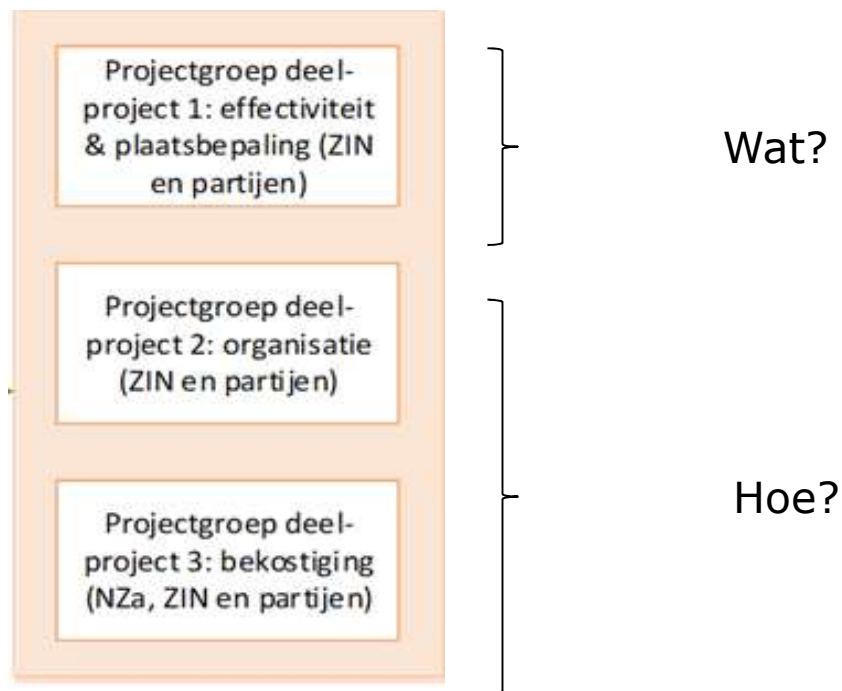 Projectgroep deel-
project 1: effectiviteit
& plaatsbepaling (ZIN
en partijen)
Wat?
Projectgroep deel-
project 2: organisatie
(ZIN en partijen)
Projectgroep deel-
project 3: bekostiging
(NZa, ZIN en partijen)
Hoe?